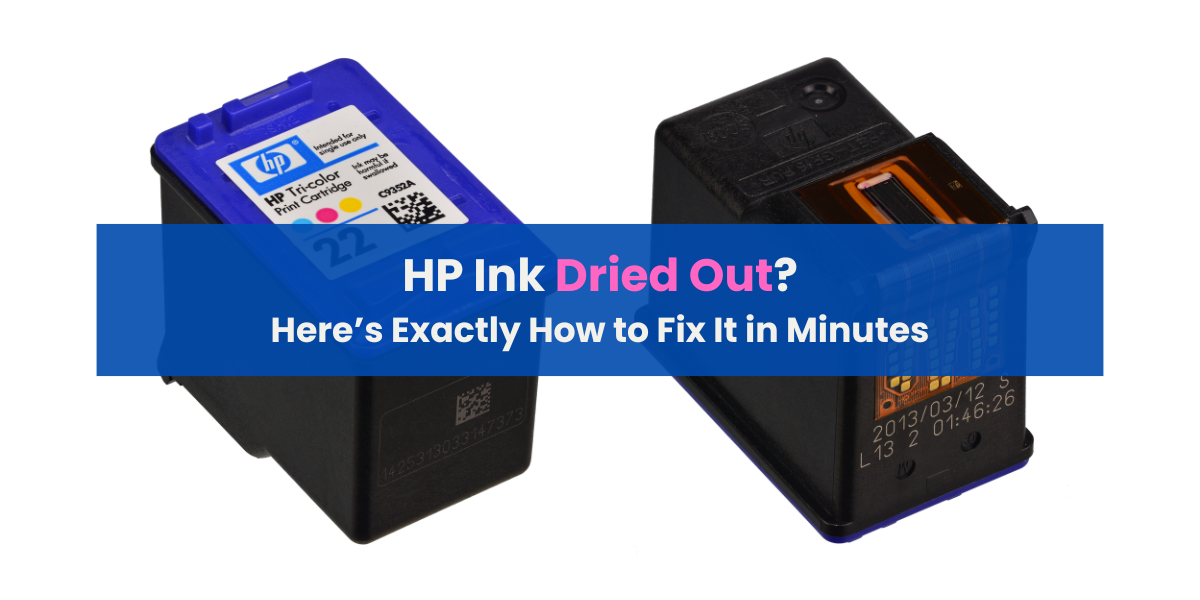 hp
Intended for
single use only
HP Tri-color
Print Cartridge
Ink may be
harmful if
swallowed
C9352A
22
HP Ink Dried Out?
Here’s Exactly How to Fix It in Minutes
1425313033147373
2013/03/12 S
L13 2 01:46:26